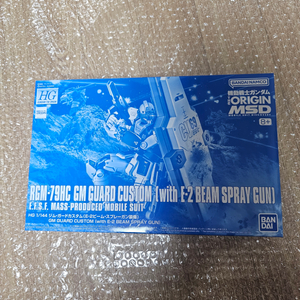 HG
BANDAI NAMCO
機動戦士ガンダム
THE ORIGIN
MSD
RGM-79HC GM GUARD CUSTOM [with E-2 BEAM SPRAY GUN]
E.F.S.F. MASS-PRODUCED MOBILE SUIT
HG 1/144 ジム・ガードカスタム(E-2ビーム・スプレーガン装備)
GM GUARD CUSTOM [with E-2 BEAM SPRAY GUN]
BAN
DAI